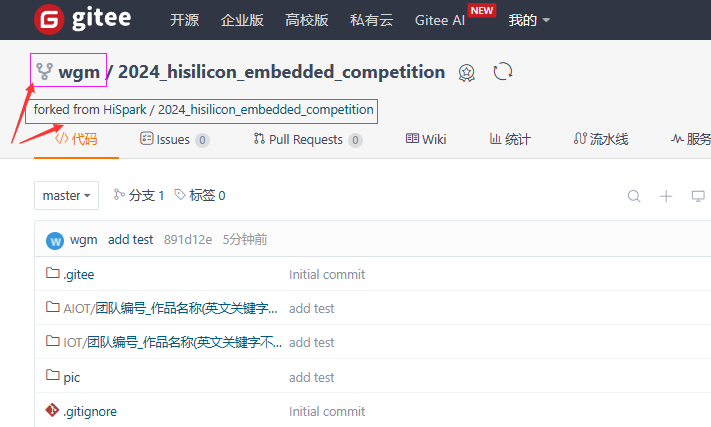 gitee 开源 企业版 高校版 私有云 Gitee AI NEW 我的
wgm / 2024_hisilicon_embedded_competition
forked from HiSpark / 2024_hisilicon_embedded_competition
代码 Issues 0 Pull Requests 0 Wiki 统计 流水线 服务
master 分支 1 标签 0
w wgm add test 891d12e 5分钟前
.gitee Initial commit
AIOT/团队编号_作品名称(英文关键字... add test
IOT/团队编号_作品名称(英文关键字不... add test
pic add test
.gitignore Initial commit